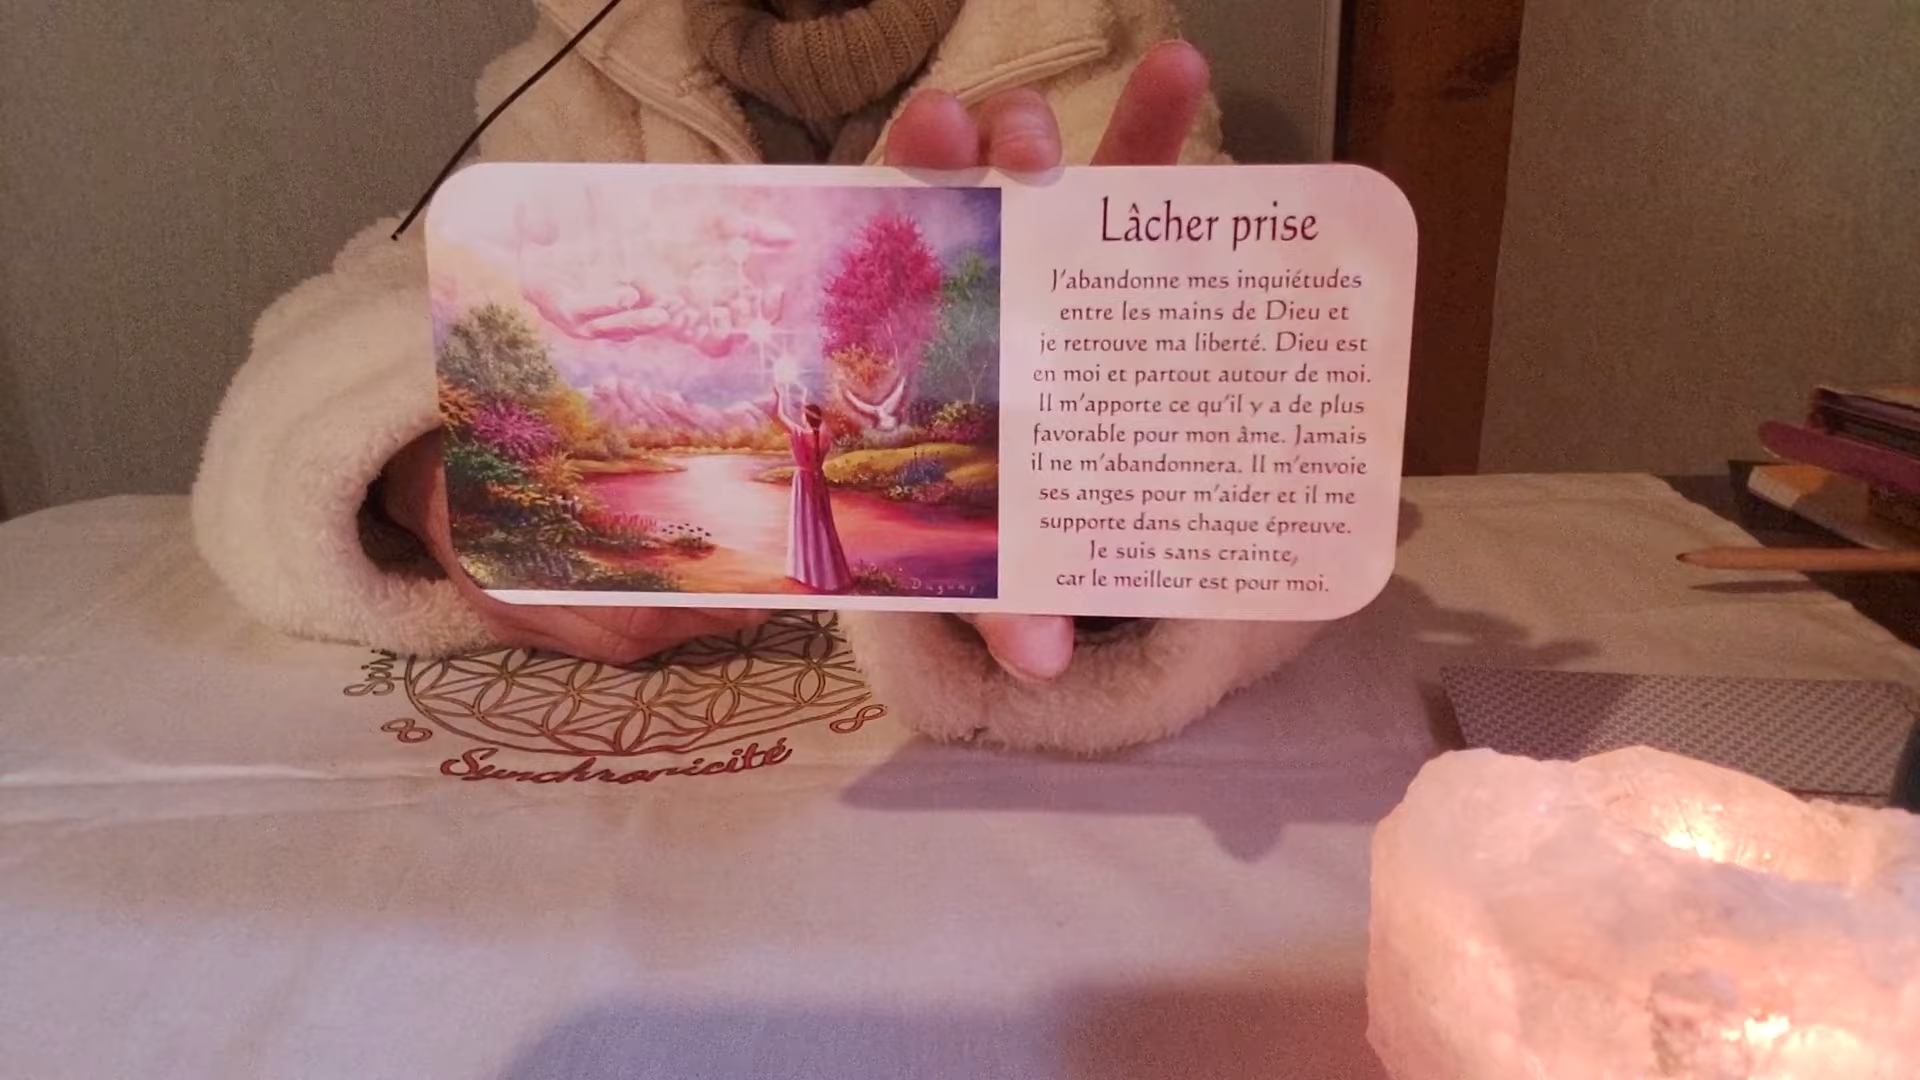 Lâcher prise
J'abandonne mes inquiétudes
entre les mains de Dieu et
je retrouve ma liberté. Dieu est
en moi et partout autour de moi.
Il m'apporte ce qu'il y a de plus
favorable pour mon âme. Jamais
il ne m'abandonnera. Il m'envoie
ses anges pour m'aider et il me
supporte dans chaque épreuve.
Je suis sans crainte,
car le meilleur est pour moi.
Duguay
Synchronicité